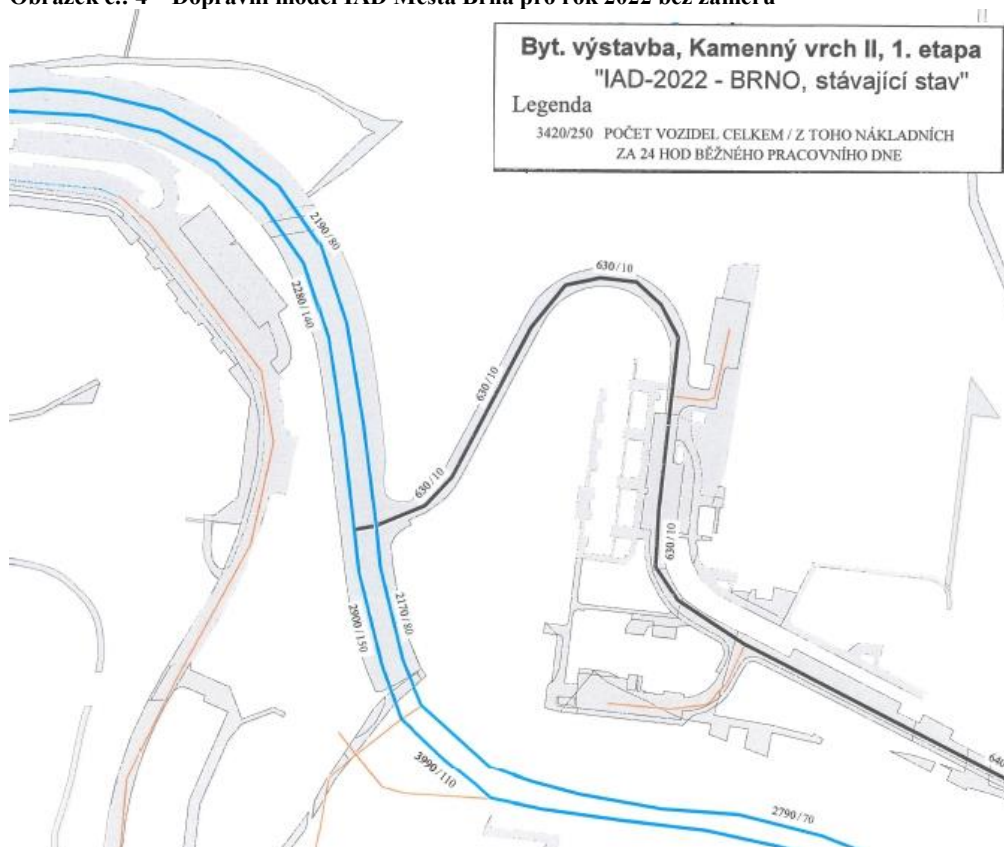 Obrázek č.: 4 – Dopravní model IAD Města Brna pro rok 2022 bez záměru
Byt. výstavba, Kamenný vrch II, 1. etapa
"IAD-2022 - BRNO, stávající stav"
Legenda
3420/250 POČET VOZIDEL CELKEM / Z TOHO NÁKLADNÍCH
ZA 24 HOD BĚŽNÉHO PRACOVNÍHO DNE
2190/80
2280/140
630/10
630/10
630/10
630/10
2170/80
2900/150
3990/110
2790/70
640